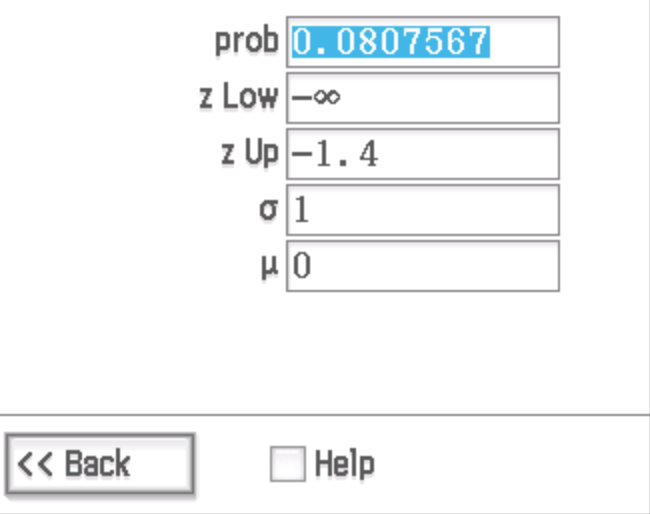 prob 0.0807567
z Low −∞
z Up −1.4
σ 1
μ 0
<< Back Help